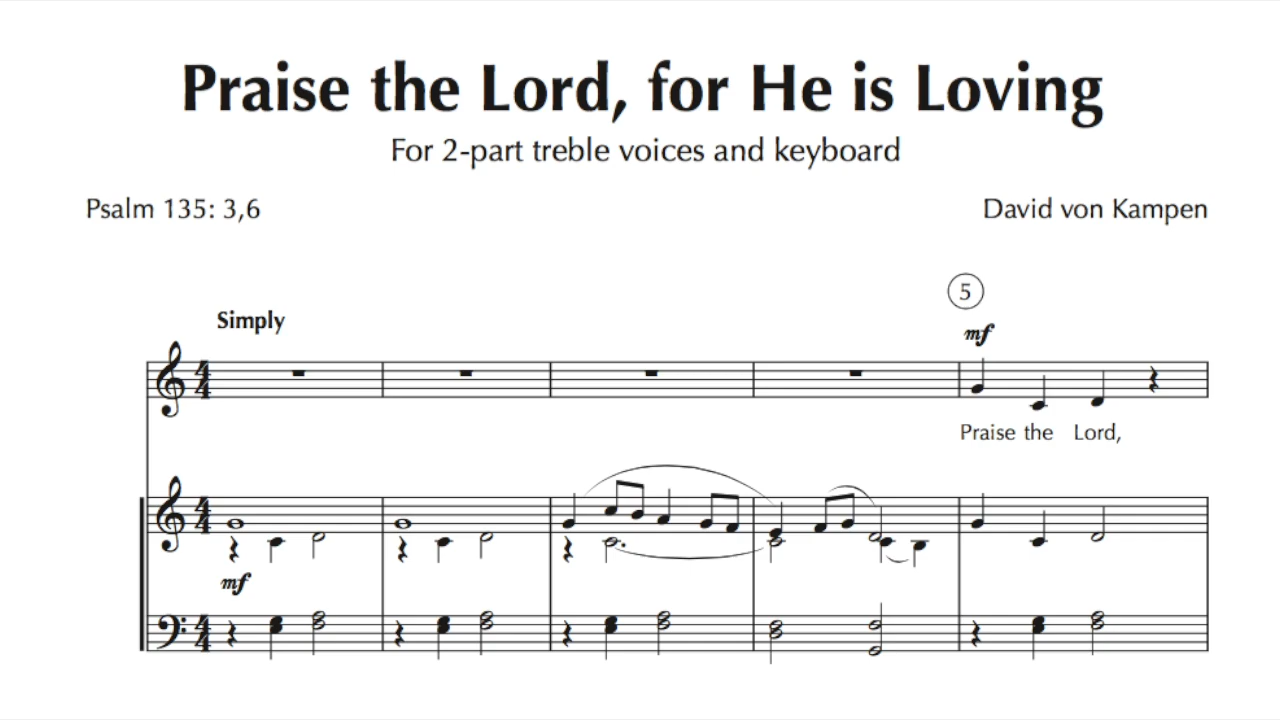 Praise the Lord, for He is Loving
For 2-part treble voices and keyboard
Psalm 135: 3,6
David von Kampen
5
Simply
mf
Praise the Lord,
mf